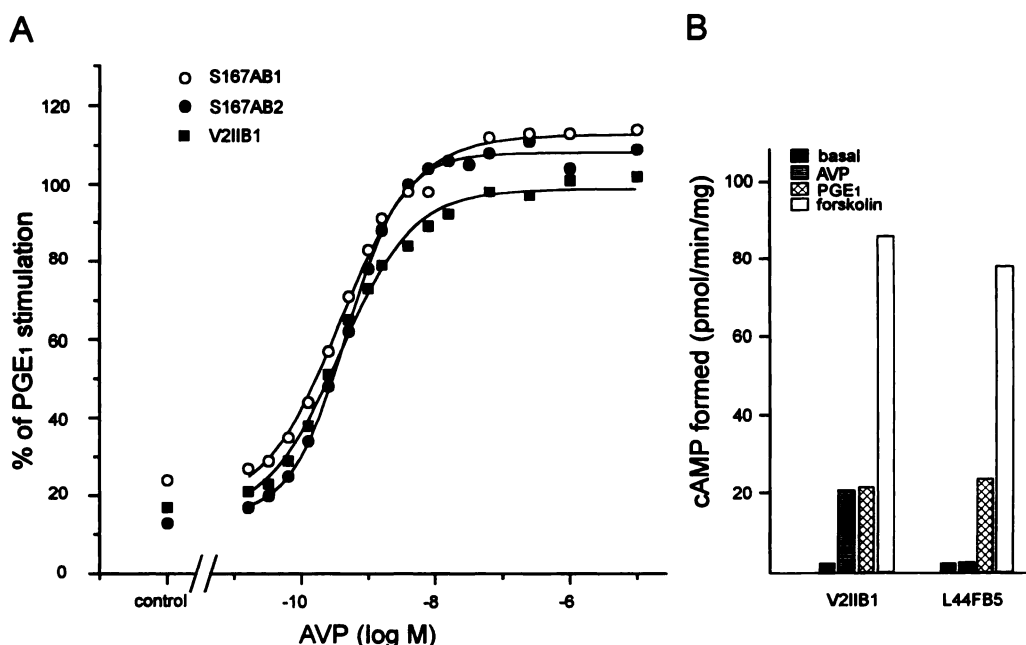 A
% of PGE1 stimulation
120
100
80
60
40
20
0
S167AB1
S167AB2
V2IIB1
control
-10
-8
-6
AVP (log M)
B
cAMP formed (pmol/min/mg)
100
80
60
40
20
basal
AVP
PGE1
forskolin
V2IIB1
L44FB5